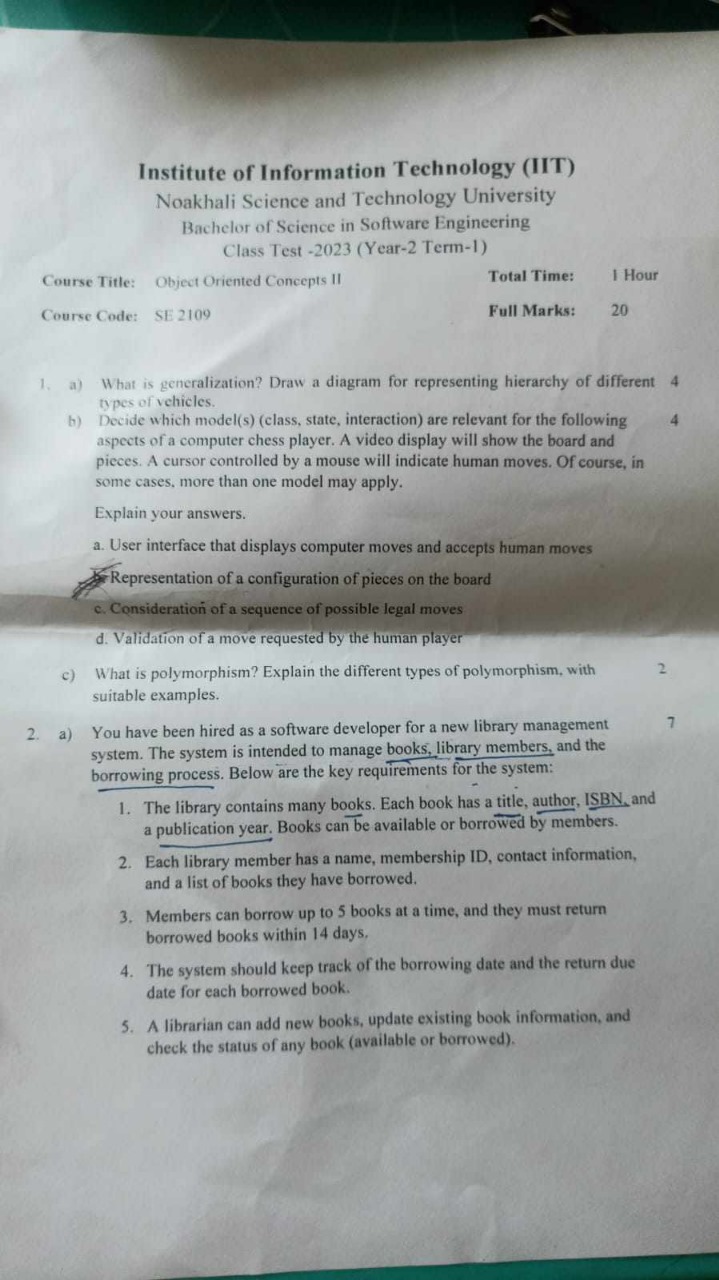 Institute of Information Technology (IIT)
Noakhali Science and Technology University
Bachelor of Science in Software Engineering
Class Test -2023 (Year-2 Term-1)
Course Title: Object Oriented Concepts II Total Time: 1 Hour
Course Code: SE 2109 Full Marks: 20
1. a) What is generalization? Draw a diagram for representing hierarchy of different 4
types of vehicles.
b) Decide which model(s) (class, state, interaction) are relevant for the following 4
aspects of a computer chess player. A video display will show the board and
pieces. A cursor controlled by a mouse will indicate human moves. Of course, in
some cases, more than one model may apply.
Explain your answers.
a. User interface that displays computer moves and accepts human moves
Representation of a configuration of pieces on the board
c. Consideration of a sequence of possible legal moves
d. Validation of a move requested by the human player
c) What is polymorphism? Explain the different types of polymorphism, with 2
suitable examples.
2. a) You have been hired as a software developer for a new library management 7
system. The system is intended to manage books, library members, and the
borrowing process. Below are the key requirements for the system:
1. The library contains many books. Each book has a title, author, ISBN, and
a publication year. Books can be available or borrowed by members.
2. Each library member has a name, membership ID, contact information,
and a list of books they have borrowed.
3. Members can borrow up to 5 books at a time, and they must return
borrowed books within 14 days.
4. The system should keep track of the borrowing date and the return due
date for each borrowed book.
5. A librarian can add new books, update existing book information, and
check the status of any book (available or borrowed).